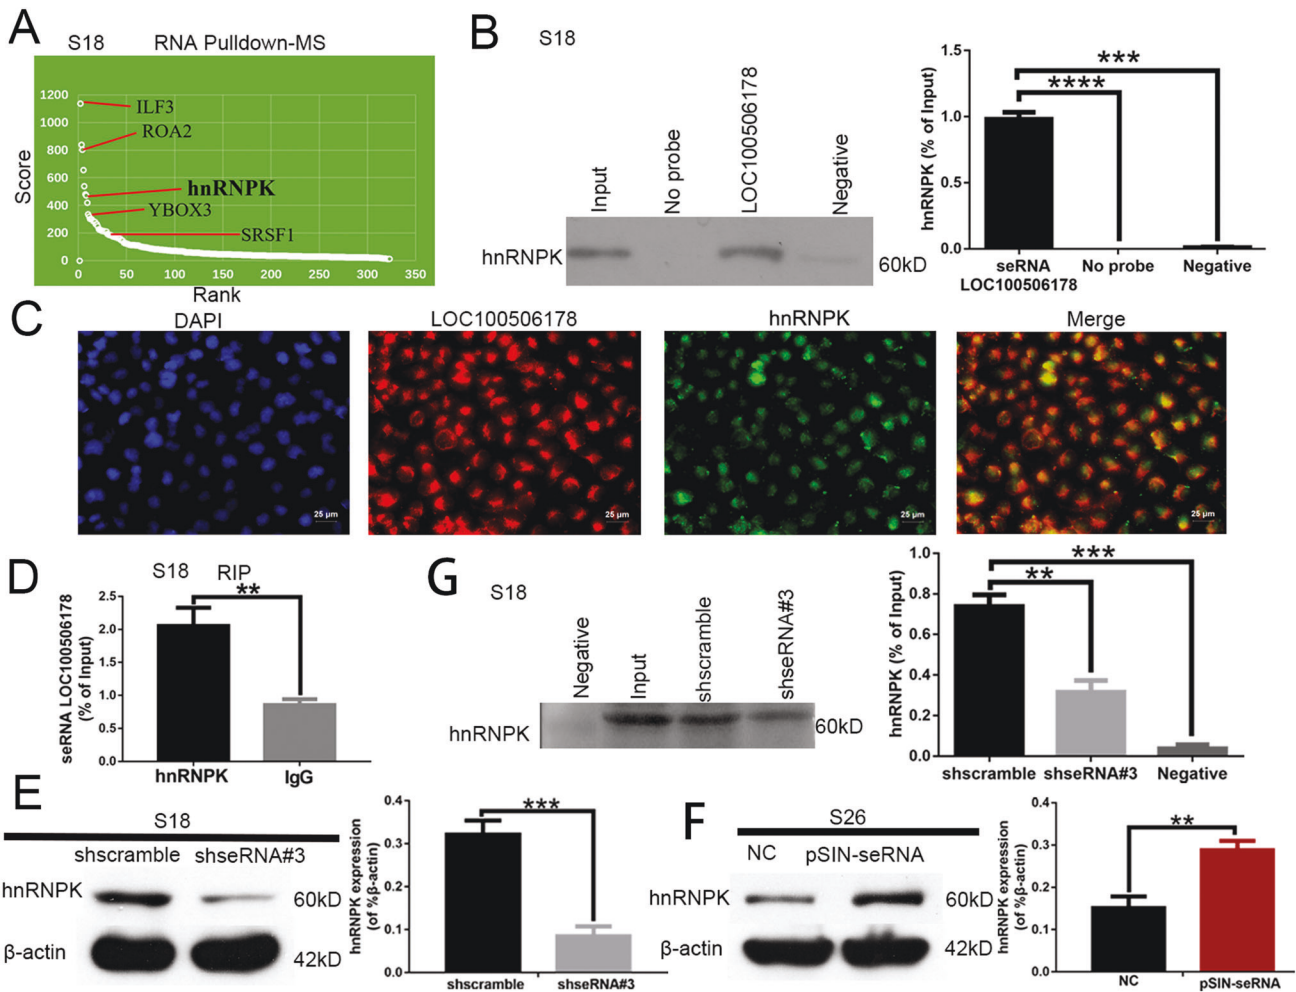 A
S18 RNA Pulldown-MS
Score
1200
1000
800
600
400
200
0
ILF3
ROA2
hnRNPK
YBOX3
SRSF1
0 50 100 150 200 250 300 350
Rank
B
S18
Input
No probe
LOC100506178
Negative
hnRNPK
60kD
hnRNPK (% of Input)
1.5
1.0
0.5
0.0
***
****
seRNA No probe Negative
LOC100506178
C
DAPI LOC100506178 hnRNPK Merge
25 μm 25 μm 25 μm 25 μm
D
S18 RIP
seRNA LOC100506178
(% of Input)
2.5
2.0
1.5
1.0
0.5
0.0
**
hnRNPK IgG
G
S18
Negative
Input
shscramble
shseRNA#3
hnRNPK
60kD
hnRNPK (% of Input)
1.0
0.8
0.6
0.4
0.2
0.0
***
**
shscramble shseRNA#3 Negative
E
S18
shscramble shseRNA#3
hnRNPK 60kD
β-actin 42kD
hnRNPK expression
(of %β-actin)
0.4
0.3
0.2
0.1
0.0
***
shscramble shseRNA#3
F
S26
NC pSIN-seRNA
hnRNPK 60kD
β-actin 42kD
hnRNPK expression
(of %β-actin)
0.4
0.3
0.2
0.1
0.0
**
NC pSIN-seRNA